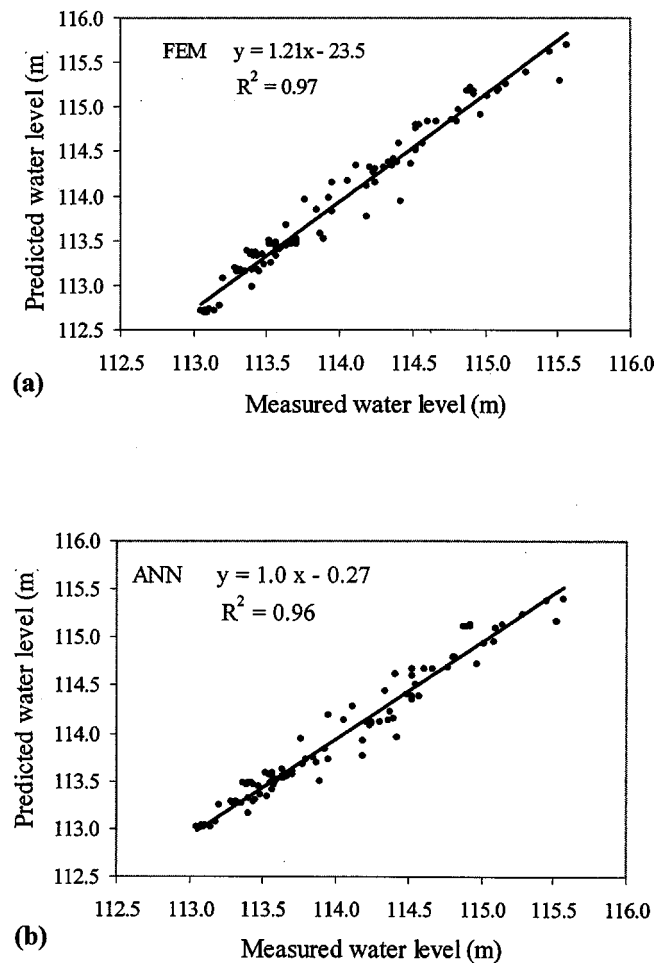 116.0
115.5
115.0
114.5
114.0
113.5
113.0
112.5
Predicted water level (m
FEM y = 1.21x - 23.5
R² = 0.97
112.5 113.0 113.5 114.0 114.5 115.0 115.5 116.0
(a)
Measured water level (m)
116.0
115.5
115.0
114.5
114.0
113.5
113.0
112.5
Predicted water level (m
ANN y = 1.0 x - 0.27
R² = 0.96
112.5 113.0 113.5 114.0 114.5 115.0 115.5 116.0
(b)
Measured water level (m)